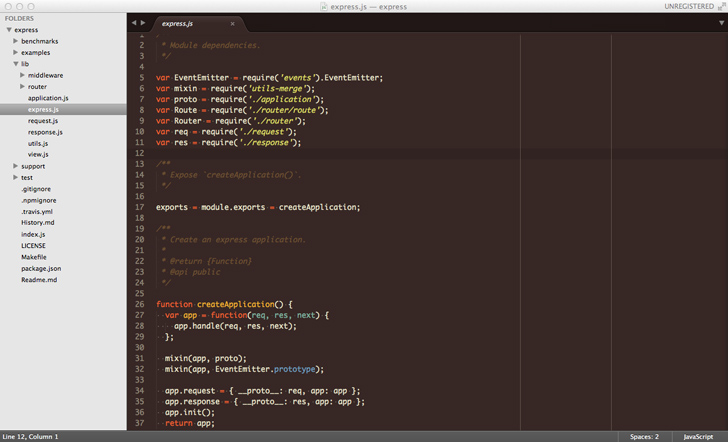 express.js — express
UNREGISTERED
FOLDERS
express
benchmarks
examples
lib
middleware
router
application.js
express.js
request.js
response.js
utils.js
view.js
support
test
.gitignore
.npmignore
.travis.yml
History.md
index.js
LICENSE
Makefile
package.json
Readme.md
express.js ×
2 * Module dependencies.
3 */
4
5 var EventEmitter = require('events').EventEmitter;
6 var mixin = require('utils-merge');
7 var proto = require('./application');
8 var Route = require('./router/route');
9 var Router = require('./router');
10 var req = require('./request');
11 var res = require('./response');
12
13 /**
14 * Expose `createApplication()`.
15 */
16
17 exports = module.exports = createApplication;
18
19 /**
20 * Create an express application.
21 *
22 * @return {Function}
23 * @api public
24 */
25
26 function createApplication() {
27 var app = function(req, res, next) {
28 app.handle(req, res, next);
29 };
30
31 mixin(app, proto);
32 mixin(app, EventEmitter.prototype);
33
34 app.request = { __proto__: req, app: app };
35 app.response = { __proto__: res, app: app };
36 app.init();
37 return app;
Line 12, Column 1
Spaces: 2
JavaScript